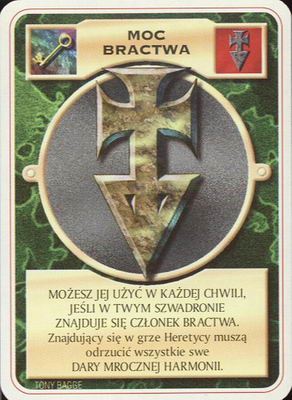 MOC
BRACTWA
MOŻESZ JEJ UŻYĆ W KAŻDEJ CHWILI,
JEŚLI W TWYM SZWADRONIE
ZNAJDUJE SIĘ CZŁONEK BRACTWA.
Znajdujący się w grze Heretycy muszą
odrzucić wszystkie swe
DARY MROCZNEJ HARMONII.
TONY BAGGE